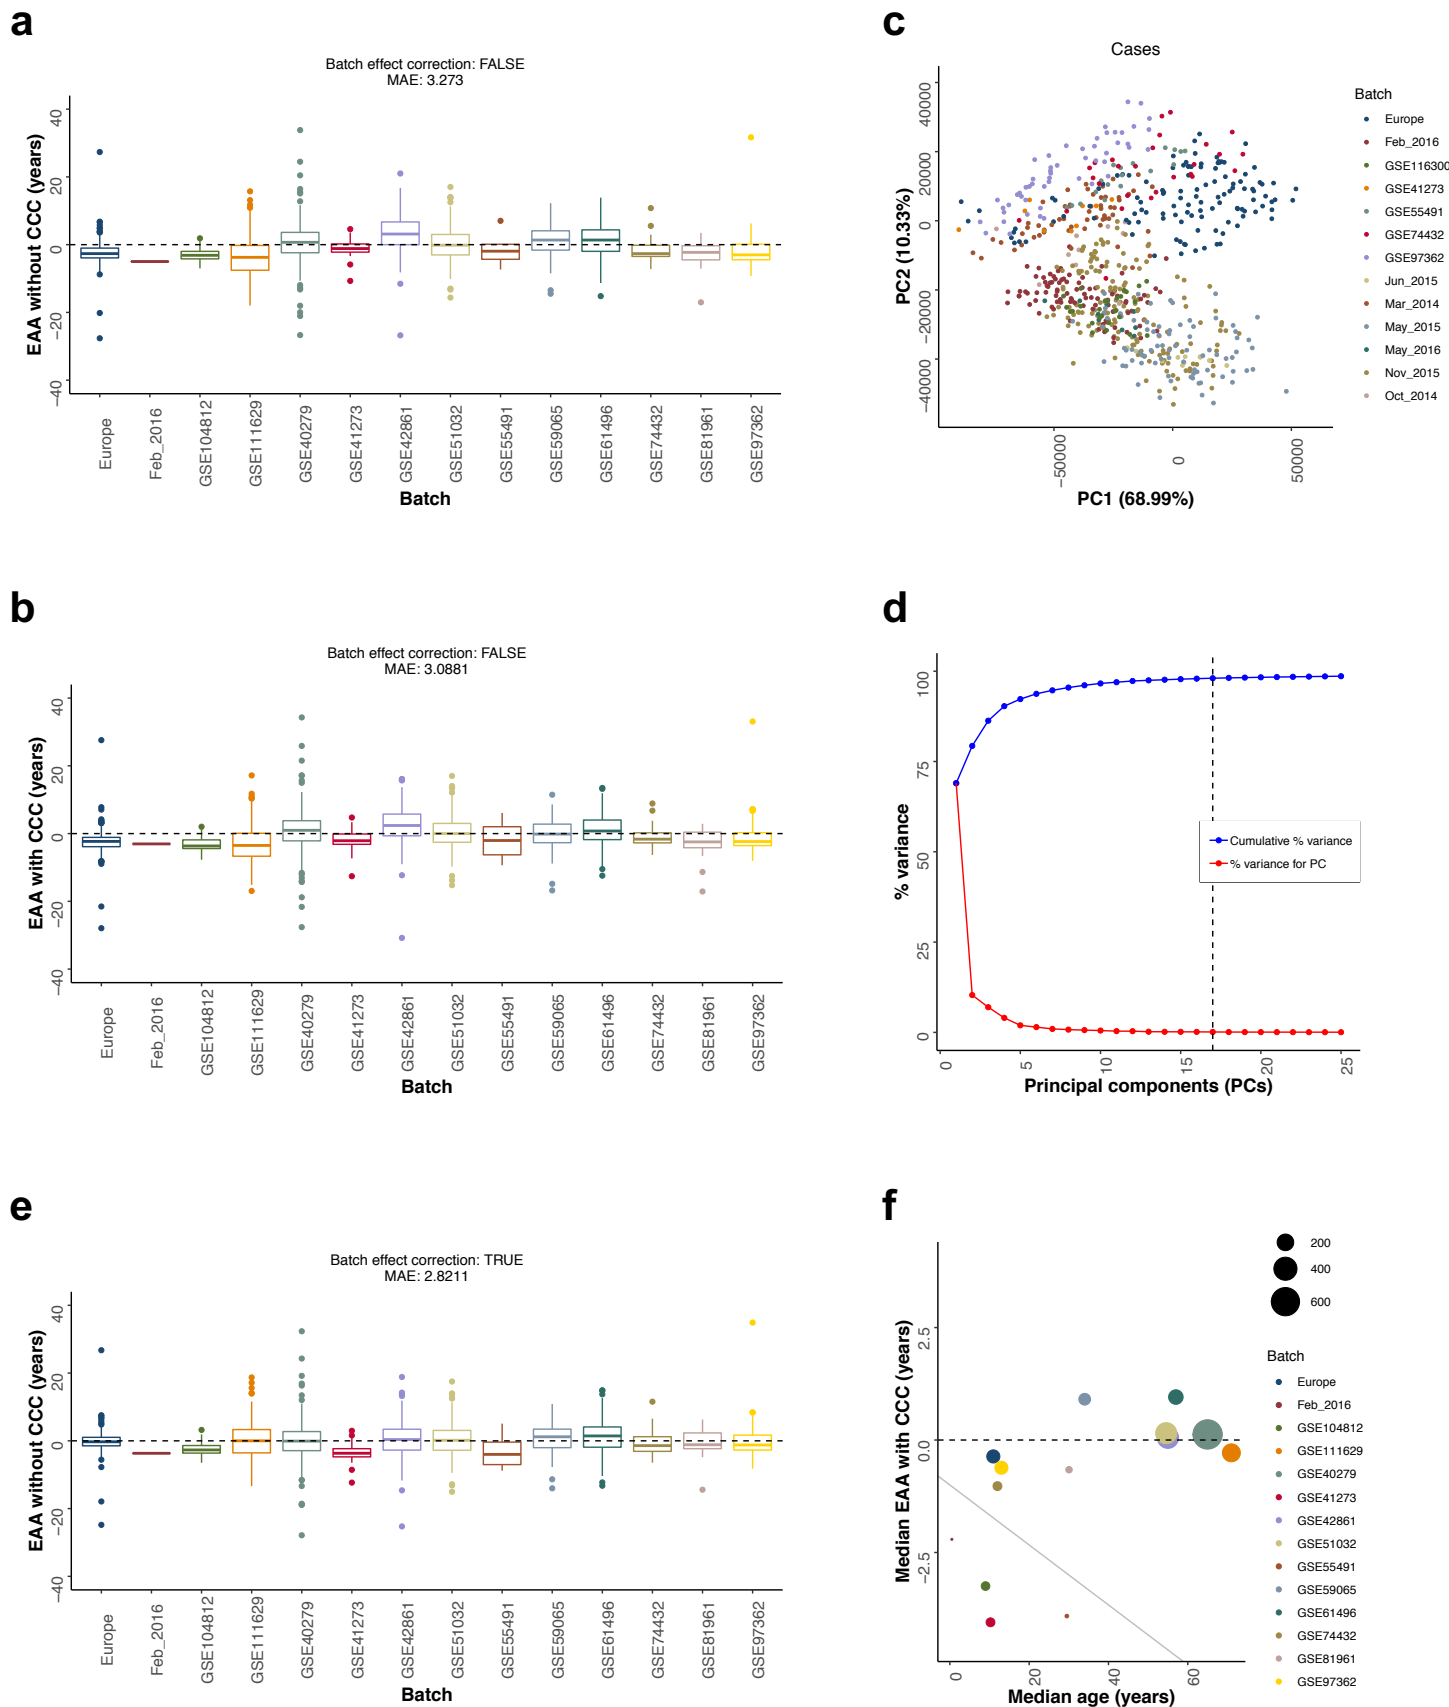 a
Batch effect correction: FALSE
MAE: 3.273
EAA without CCC (years)
40
20
0
−20
−40
Europe
Feb_2016
GSE104812
GSE111629
GSE40279
GSE41273
GSE42861
GSE51032
GSE55491
GSE59065
GSE61496
GSE74432
GSE81961
GSE97362
Batch
c
Cases
PC2 (10.33%)
40000
20000
0
−20000
−40000
−50000
0
50000
PC1 (68.99%)
Batch
Europe
Feb_2016
GSE116300
GSE41273
GSE55491
GSE74432
GSE97362
Jun_2015
Mar_2014
May_2015
May_2016
Nov_2015
Oct_2014
b
Batch effect correction: FALSE
MAE: 3.0881
EAA with CCC (years)
40
20
0
−20
−40
Europe
Feb_2016
GSE104812
GSE111629
GSE40279
GSE41273
GSE42861
GSE51032
GSE55491
GSE59065
GSE61496
GSE74432
GSE81961
GSE97362
Batch
d
% variance
100
75
50
25
0
Cumulative % variance
% variance for PC
0
5
10
15
20
25
Principal components (PCs)
e
Batch effect correction: TRUE
MAE: 2.8211
EAA without CCC (years)
40
20
0
−20
−40
Europe
Feb_2016
GSE104812
GSE111629
GSE40279
GSE41273
GSE42861
GSE51032
GSE55491
GSE59065
GSE61496
GSE74432
GSE81961
GSE97362
Batch
f
Median EAA with CCC (years)
2.5
0.0
−2.5
0
20
40
60
Median age (years)
200
400
600
Batch
Europe
Feb_2016
GSE104812
GSE111629
GSE40279
GSE41273
GSE42861
GSE51032
GSE55491
GSE59065
GSE61496
GSE74432
GSE81961
GSE97362